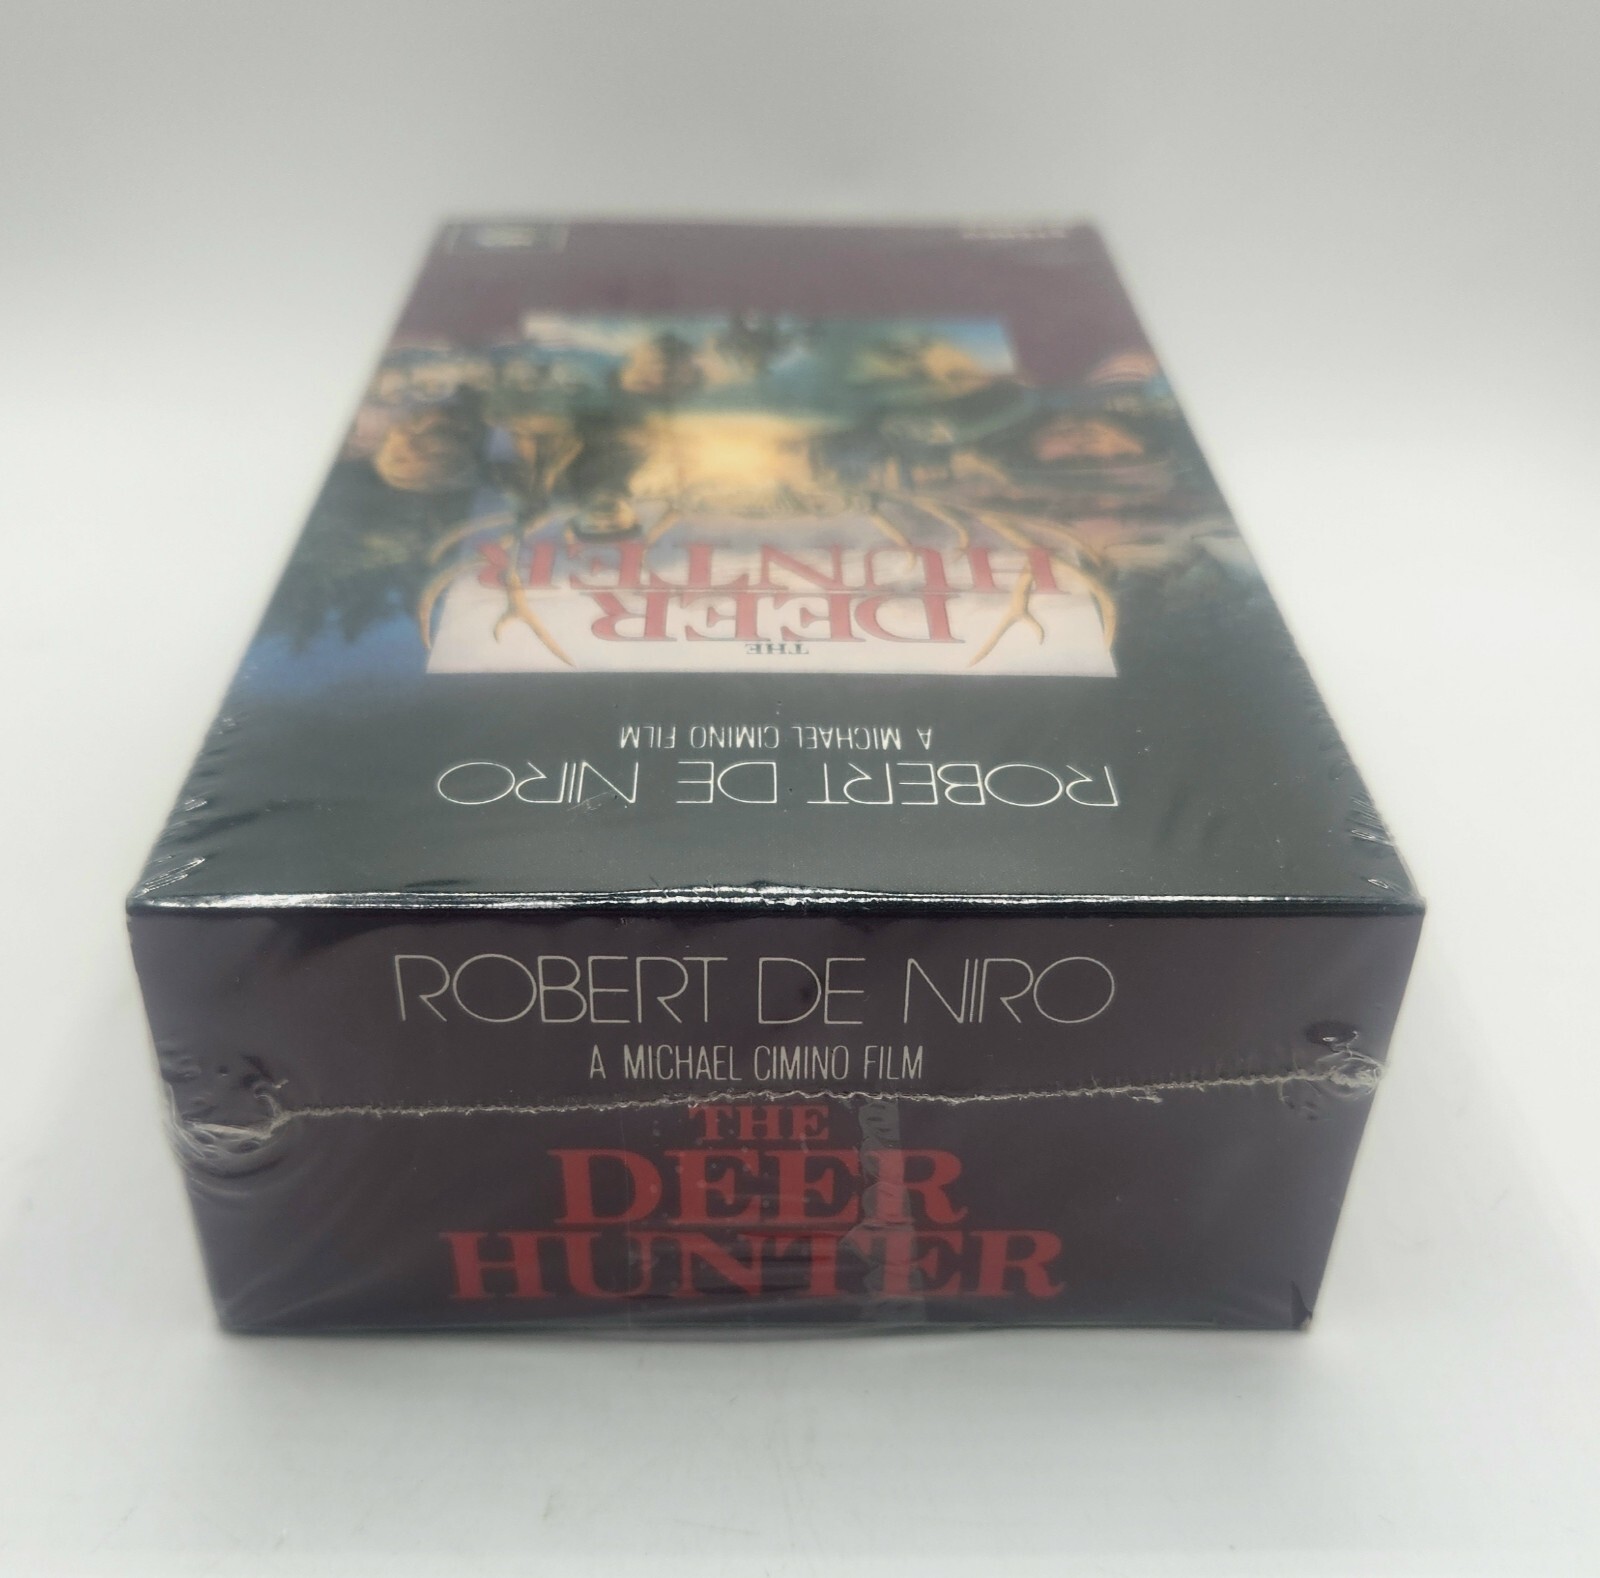 THE
DEER
HUNTER
A MICHAEL CIMINO FILM
ROBERT DE NIRO
ROBERT DE NIRO
A MICHAEL CIMINO FILM
THE
DEER
HUNTER